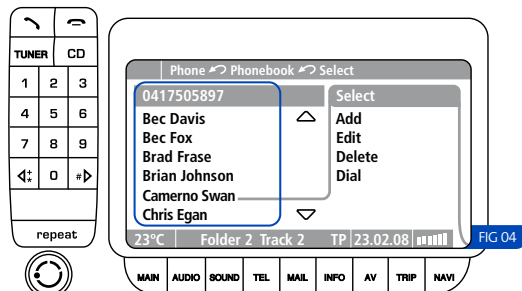 TUNER CD
1 2 3
4 5 6
7 8 9
* 0 #
repeat
Phone Phonebook Select
0417505897
Bec Davis
Bec Fox
Brad Frase
Brian Johnson
Camerno Swan
Chris Egan
Select
Add
Edit
Delete
Dial
23°C Folder 2 Track 2 TP 23.02.08
MAIN AUDIO SOUND TEL MAIL INFO AV TRIP NAVI
FIG 04